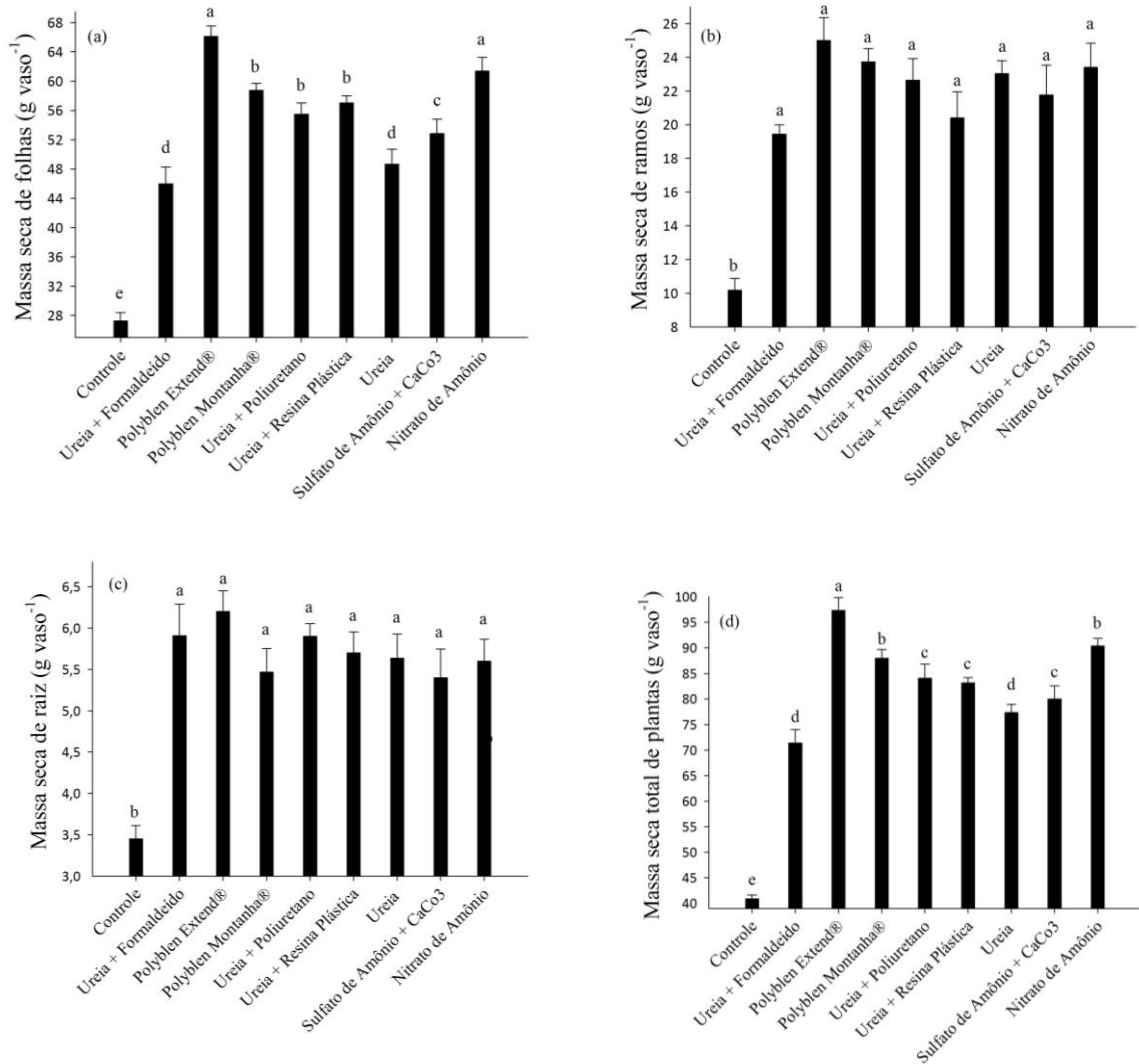 (a)
Massa seca de folhas (g vaso-1)
68
64
60
56
52
48
44
40
36
32
28
e
d
a
b
b
b
d
c
a
Controle
Ureia + Formaldeído
Polyblen Extend®
Polyblen Montanha®
Ureia + Poliuretano
Ureia + Resina Plástica
Ureia
Sulfato de Amônio + CaCo3
Nitrato de Amônio
(b)
Massa seca de ramos (g vaso-1)
26
24
22
20
18
16
14
12
10
8
b
a
a
a
a
a
a
a
a
Controle
Ureia + Formaldeído
Polyblen Extend®
Polyblen Montanha®
Ureia + Poliuretano
Ureia + Resina Plástica
Ureia
Sulfato de Amônio + CaCo3
Nitrato de Amônio
(c)
Massa seca de raiz (g vaso-1)
6,5
6,0
5,5
5,0
4,5
4,0
3,5
3,0
b
a
a
a
a
a
a
a
a
Controle
Ureia + Formaldeído
Polyblen Extend®
Polyblen Montanha®
Ureia + Poliuretano
Ureia + Resina Plástica
Ureia
Sulfato de Amônio + CaCo3
Nitrato de Amônio
(d)
Massa seca total de plantas (g vaso-1)
100
95
90
85
80
75
70
65
60
55
50
45
40
e
d
a
b
c
c
d
c
b
Controle
Ureia + Formaldeído
Polyblen Extend®
Polyblen Montanha®
Ureia + Poliuretano
Ureia + Resina Plástica
Ureia
Sulfato de Amônio + CaCo3
Nitrato de Amônio